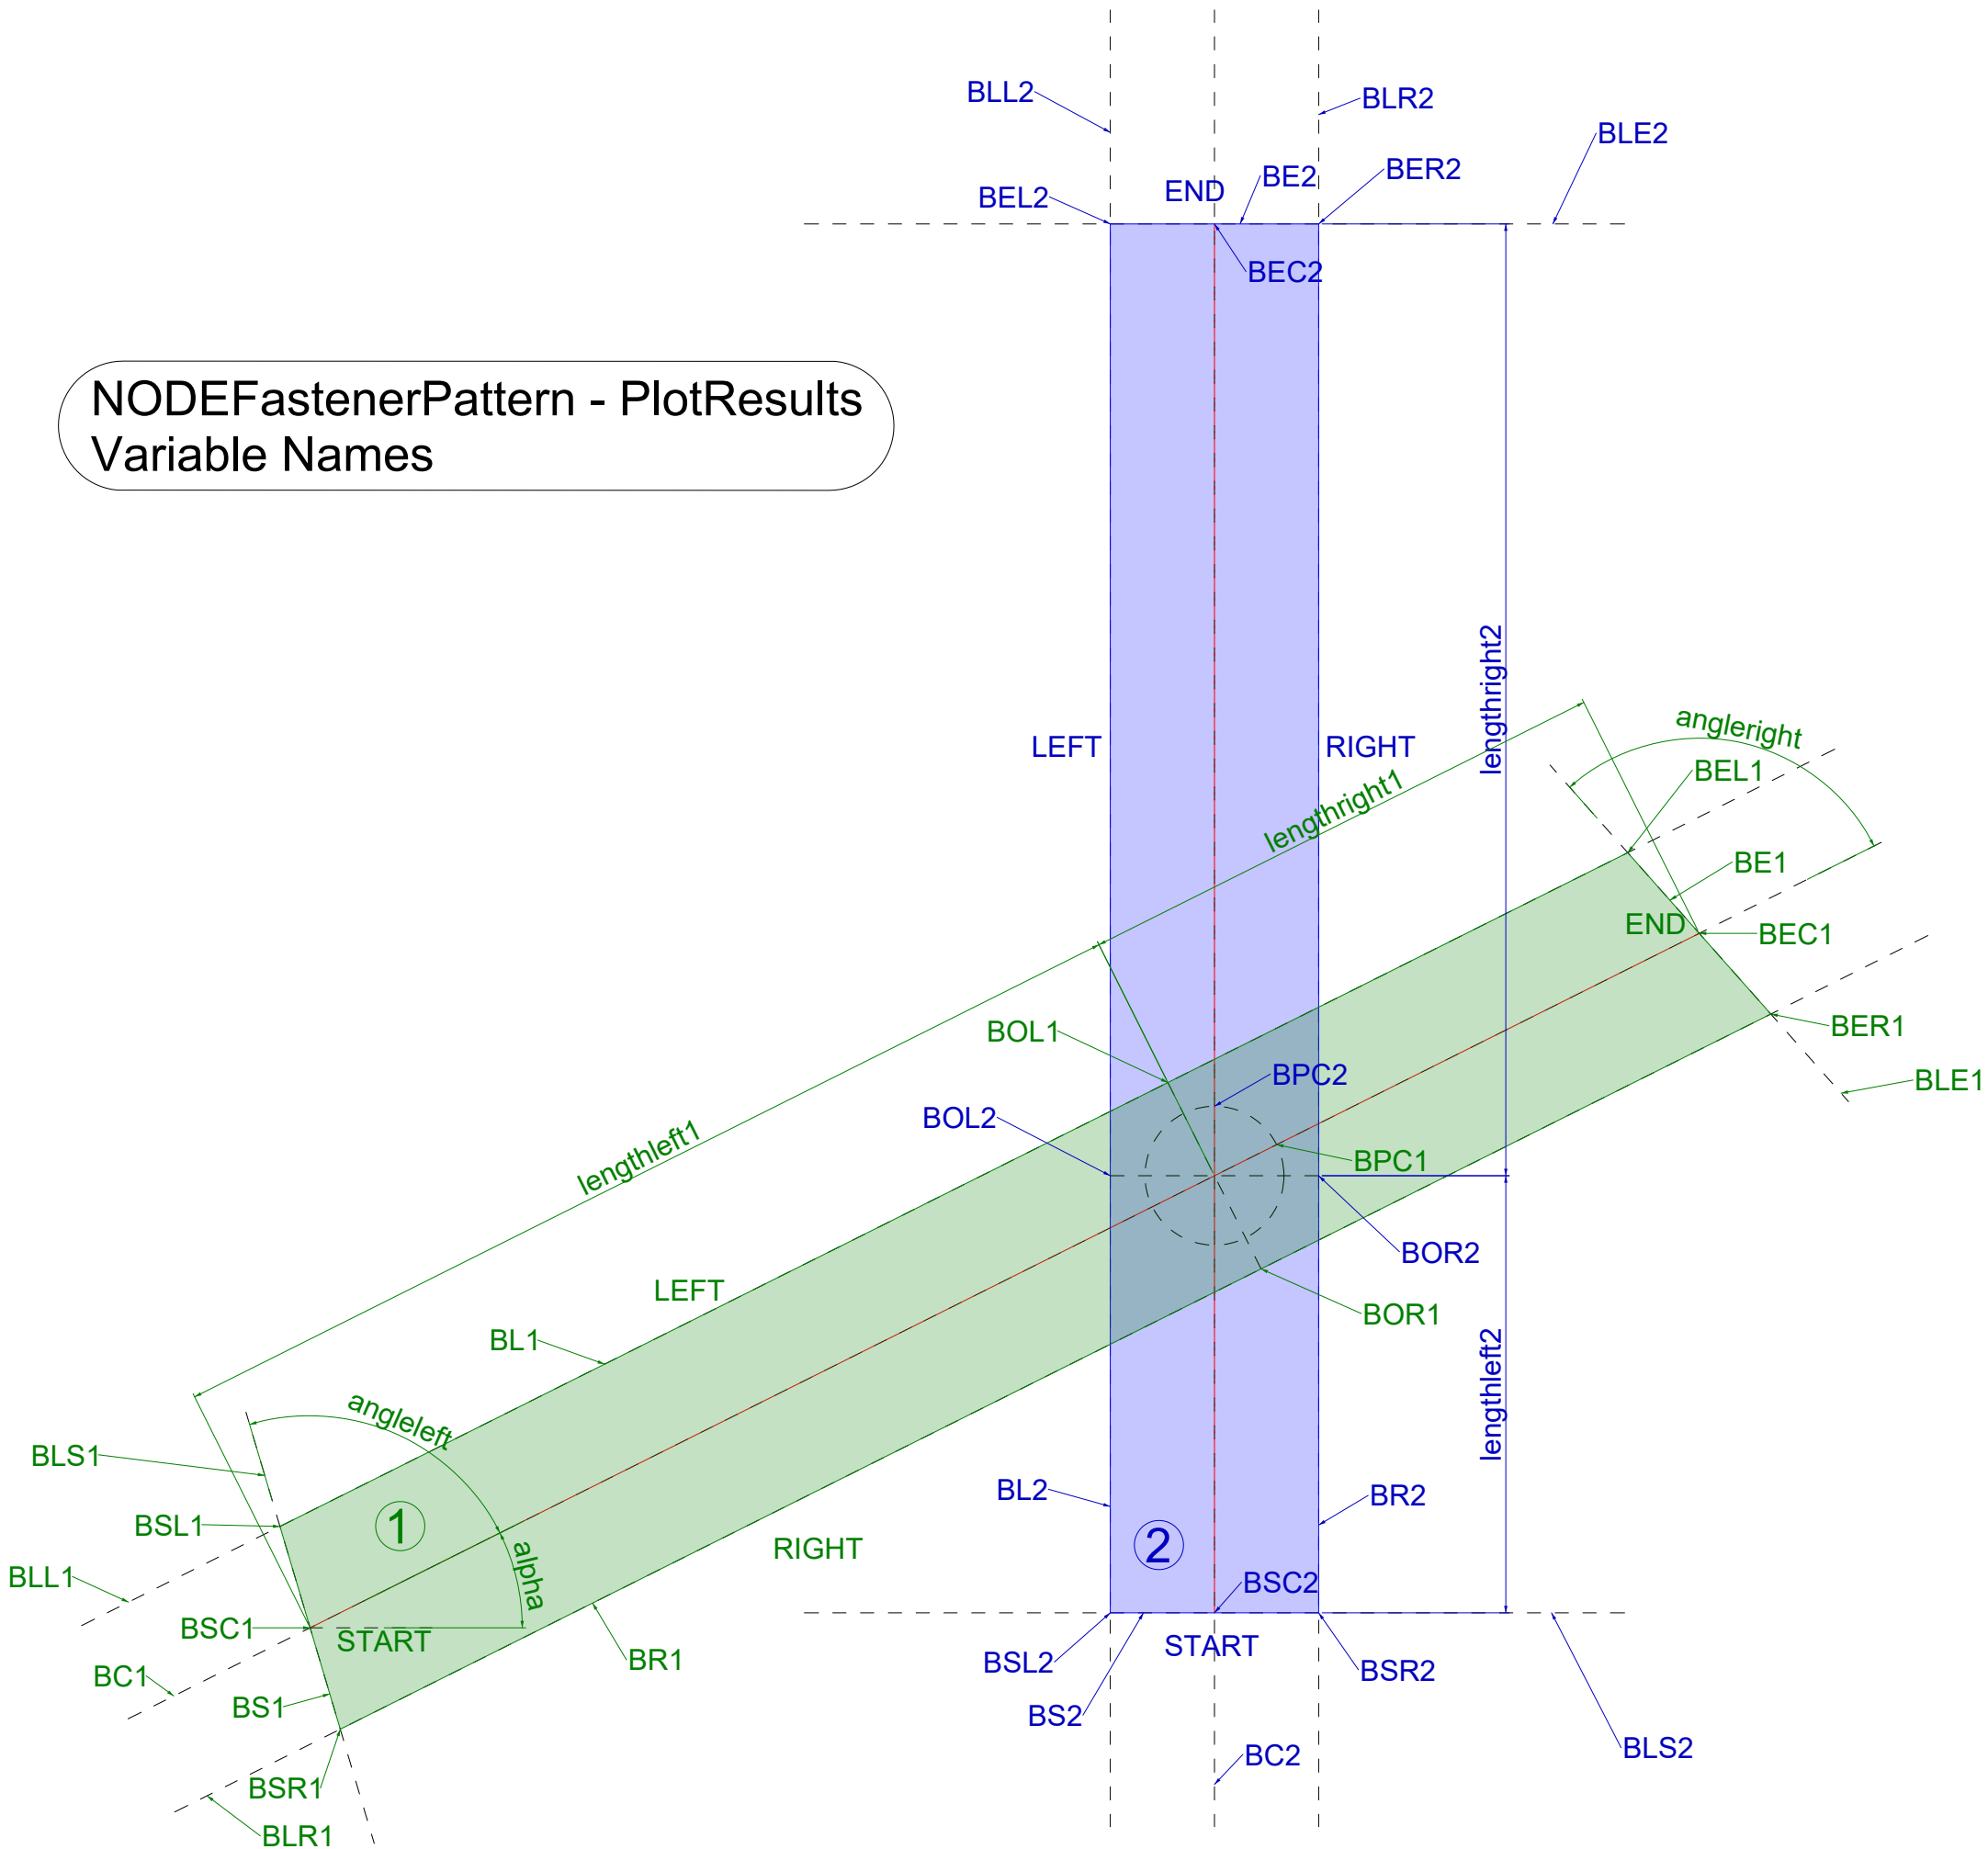 BLL2
BLR2
BLE2
BER2
BE2
END
BEL2
BEC2
NODEFastenerPattern - PlotResults
Variable Names
lengthright2
angleright
LEFT
RIGHT
BEL1
lengthright1
BE1
END
BEC1
BER1
BOL1
BPC2
BLE1
BOL2
lengthleft1
BPC1
BOR2
LEFT
BOR1
BL1
lengthleft2
angleleft
BLS1
BL2
BR2
BSL1
1
2
RIGHT
alpha
BLL1
BSC2
BSC1
START
START
BR1
BSL2
BSR2
BC1
BS1
BS2
BC2
BLS2
BSR1
BLR1